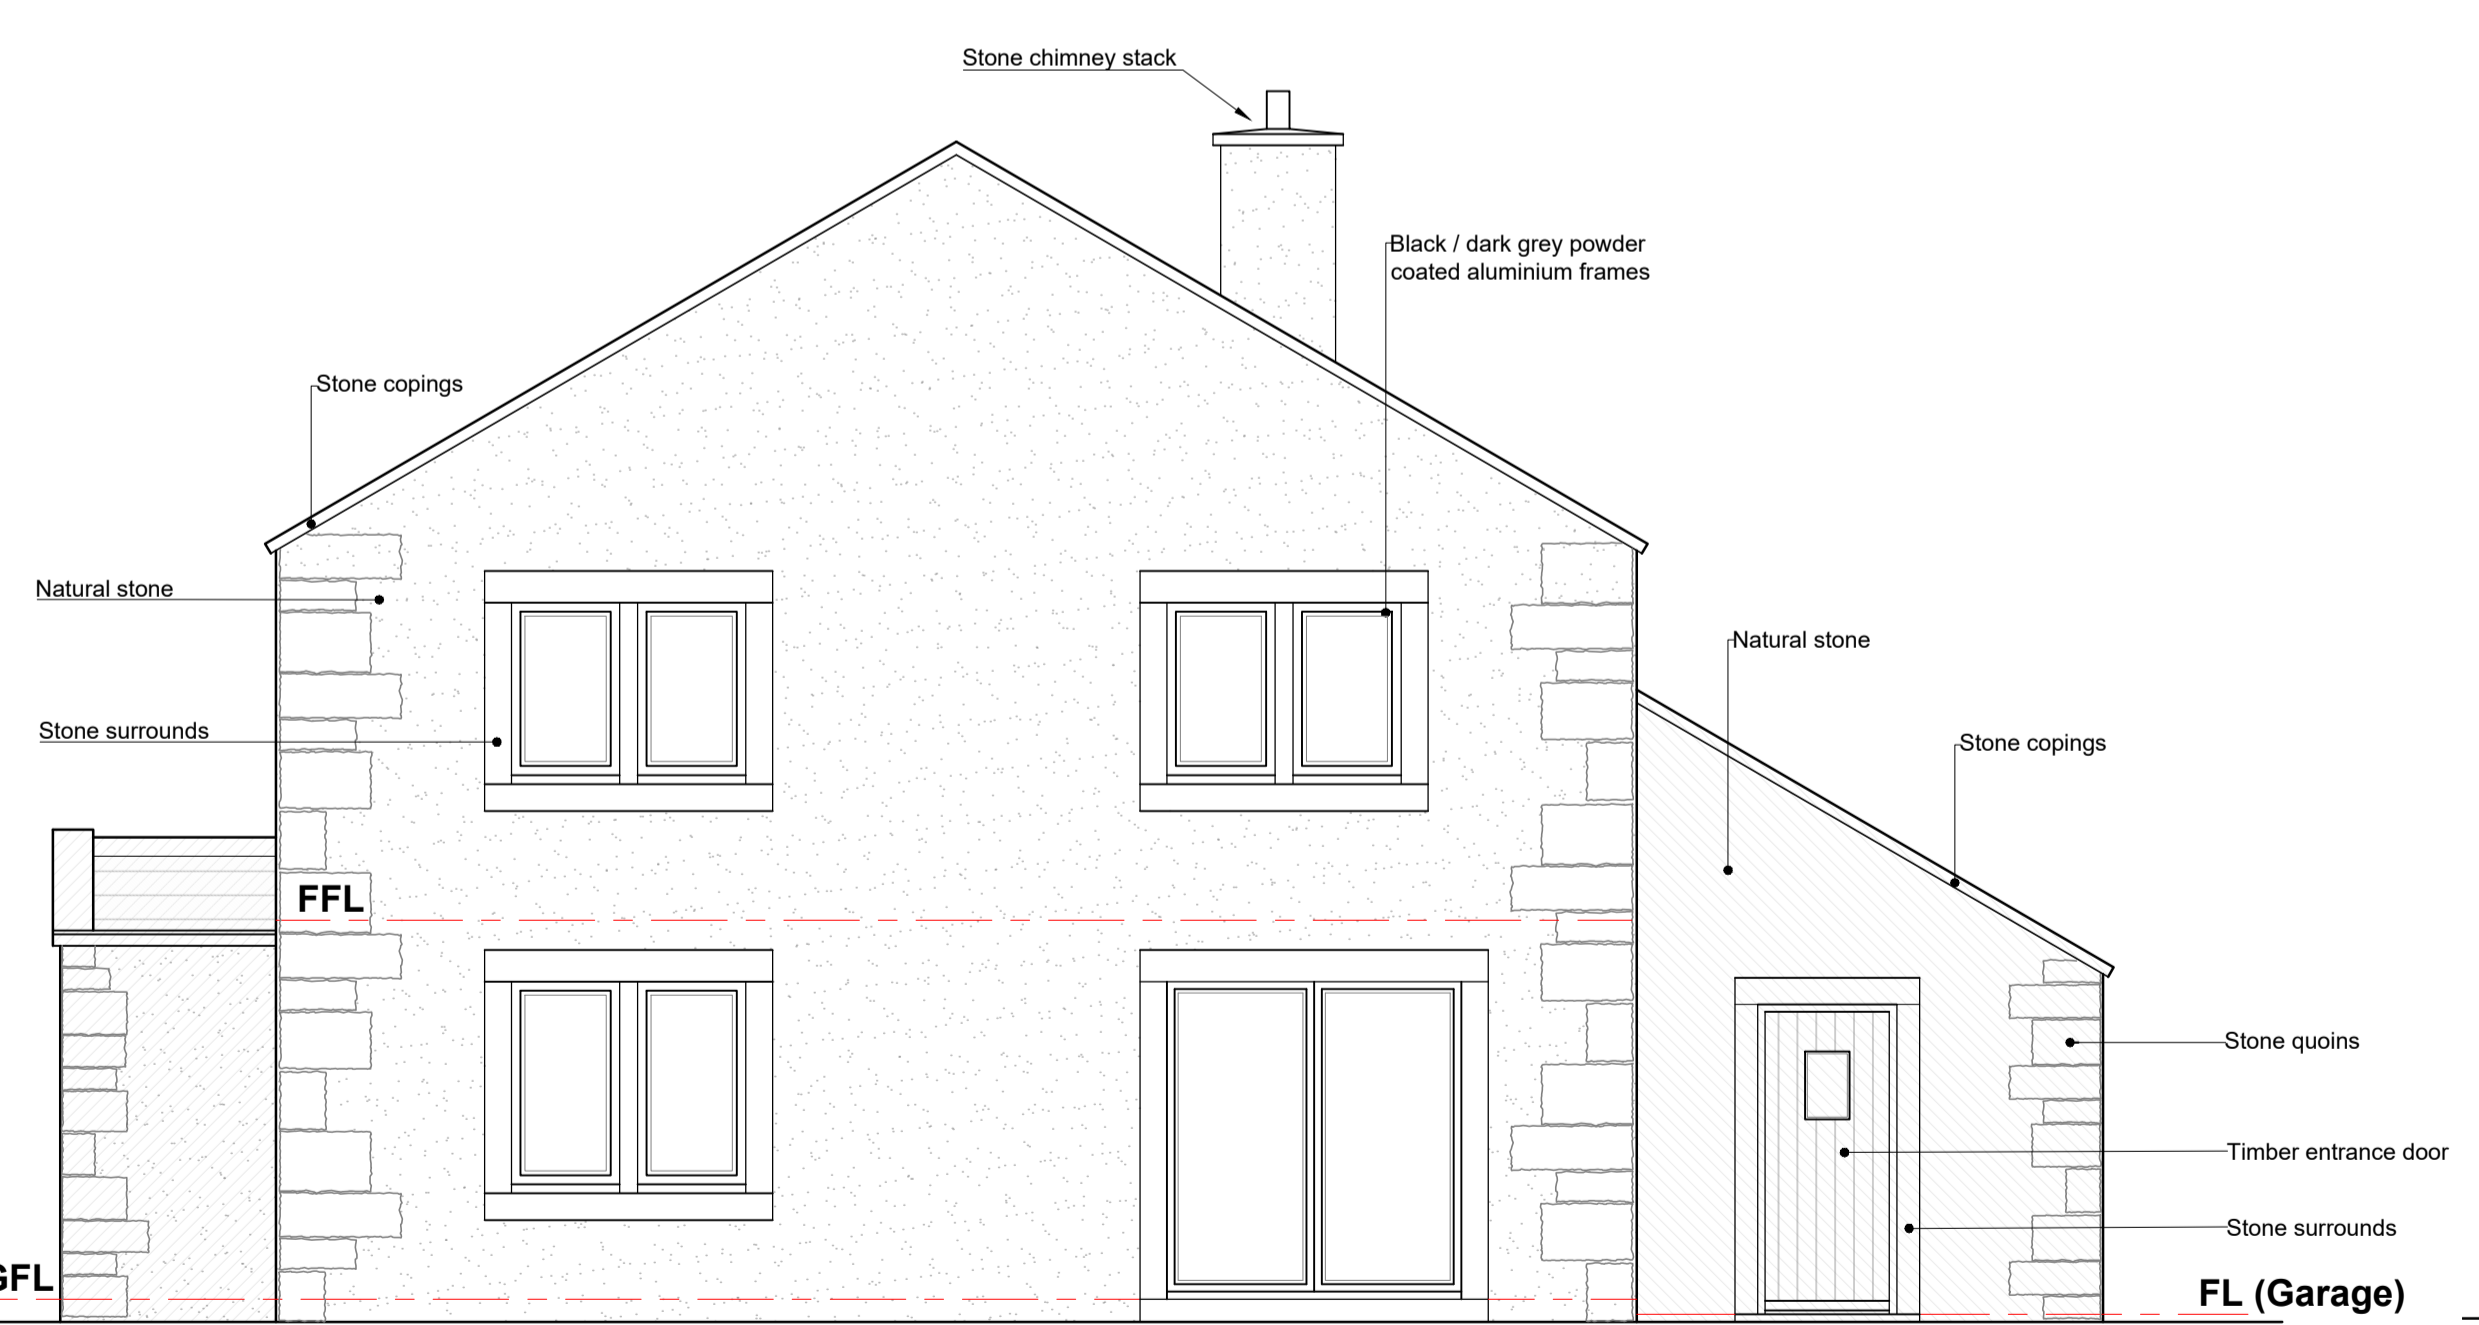 Stone chimney stack
Black / dark grey powder
coated aluminium frames
Stone copings
Natural stone
Natural stone
Stone surrounds
Stone copings
FFL
Stone quoins
Timber entrance door
Stone surrounds
GFL
FL (Garage)